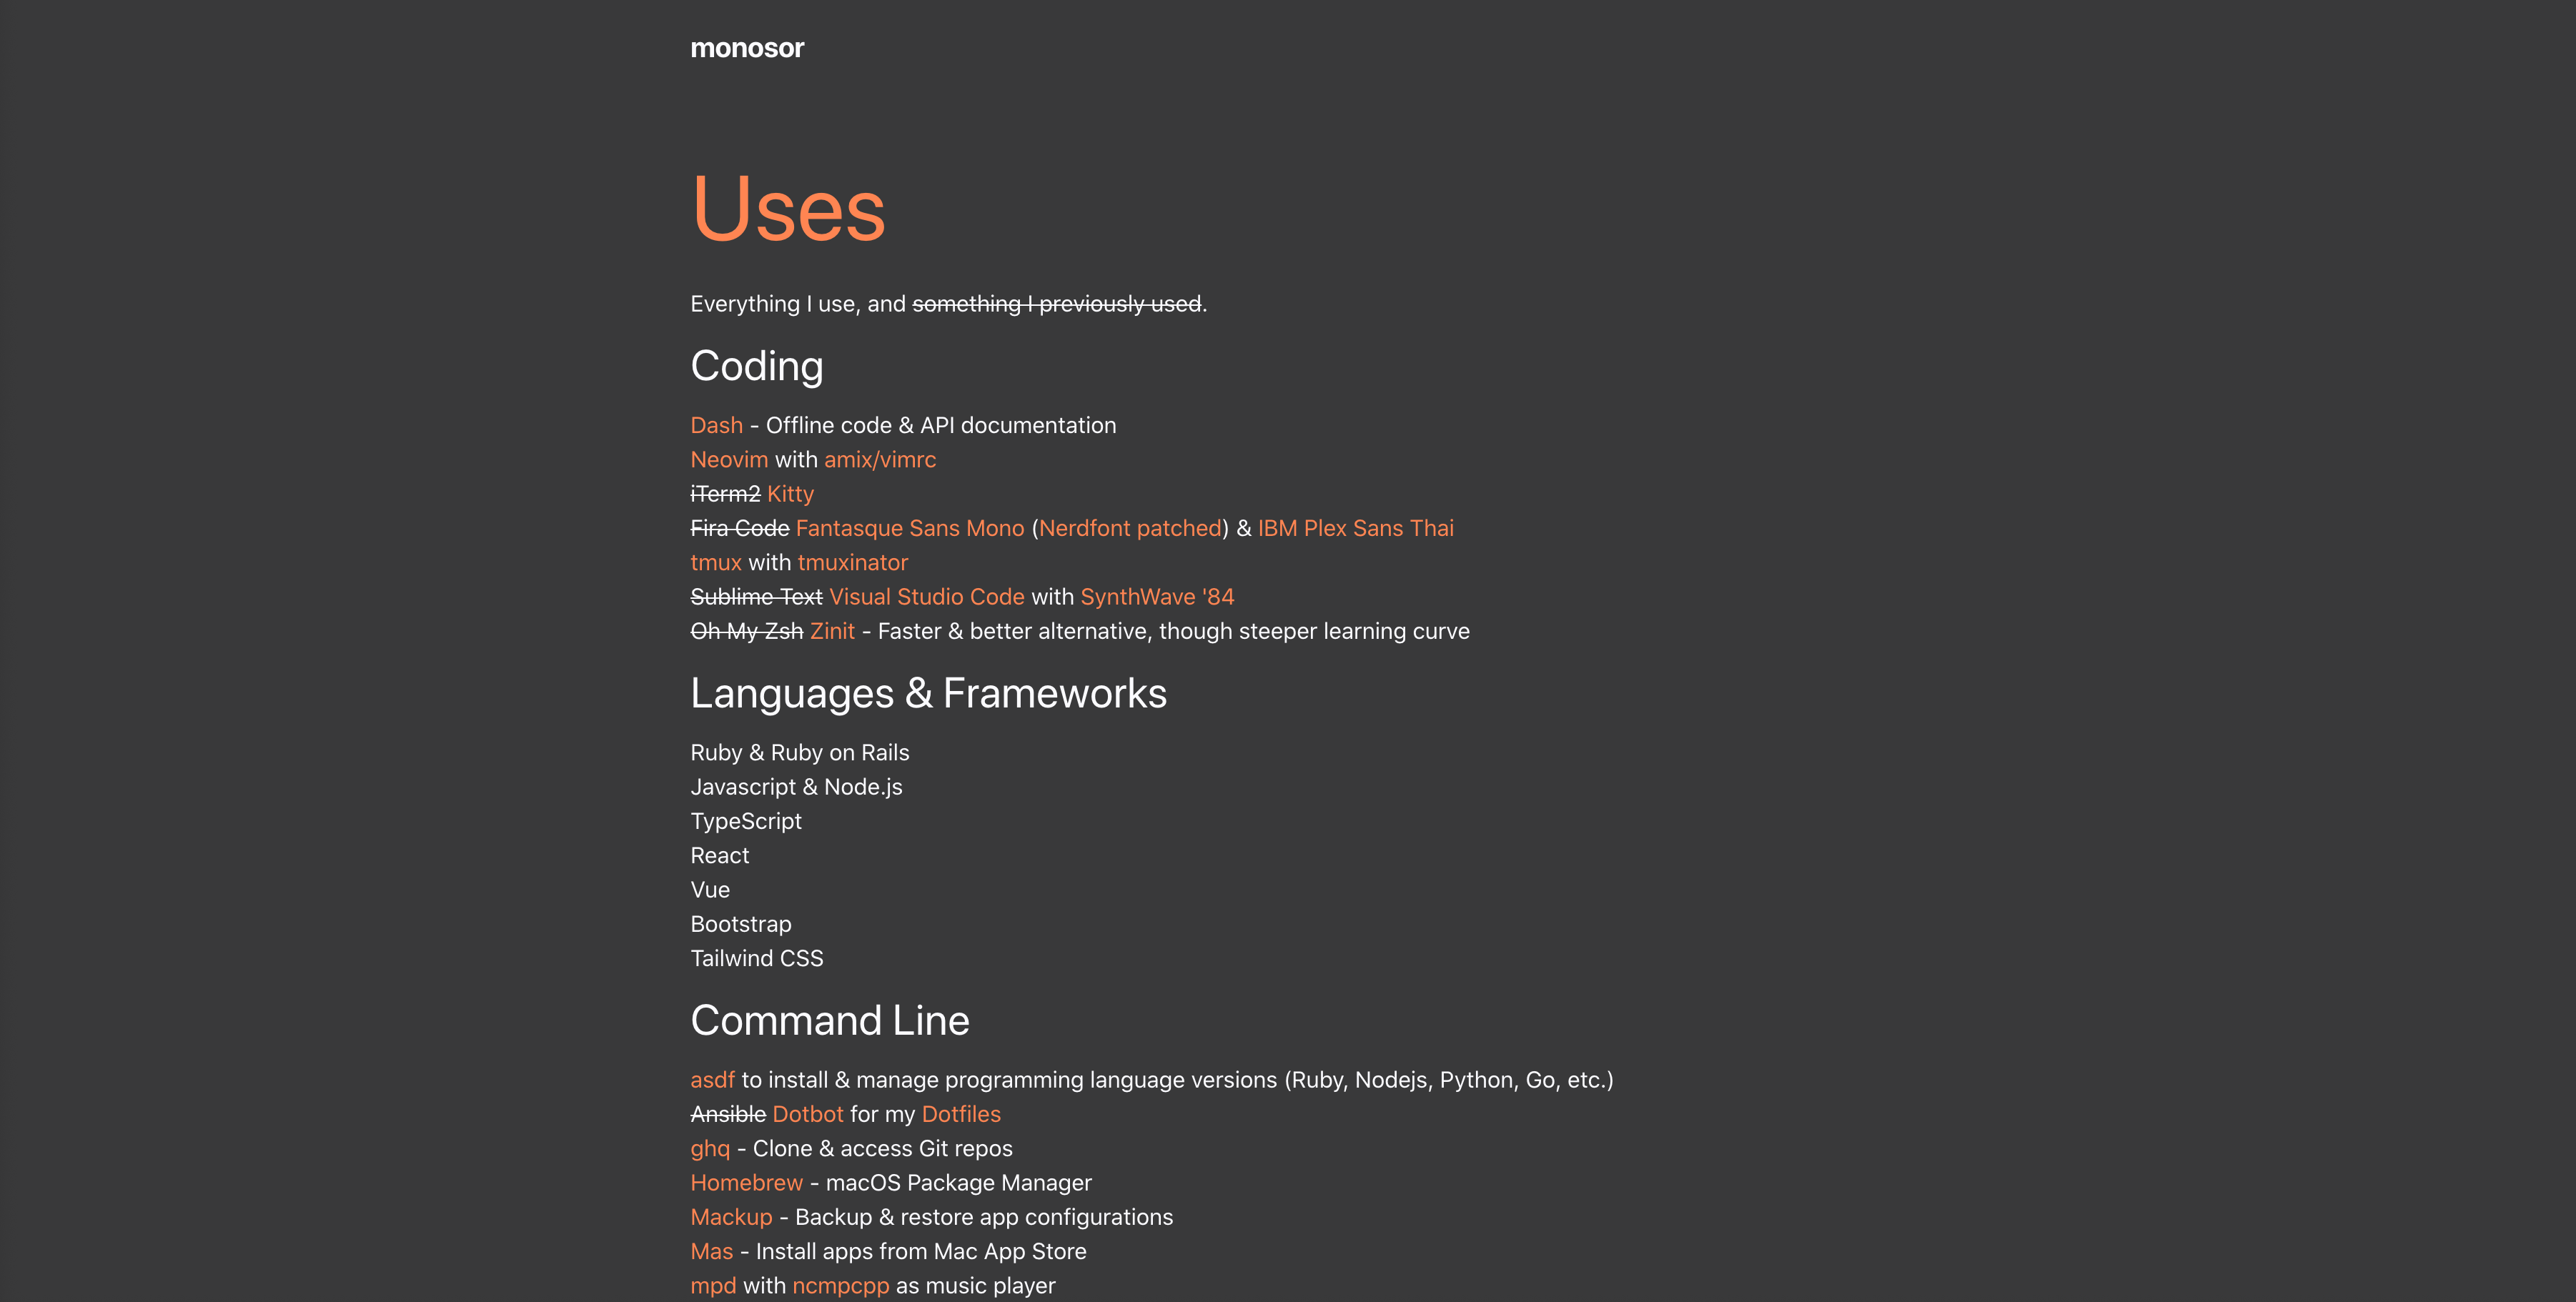 monosor
Uses
Everything I use, and something I previously used.
Coding
Dash - Offline code & API documentation
Neovim with amix/vimrc
iTerm2 Kitty
Fira Code Fantasque Sans Mono (Nerdfont patched) & IBM Plex Sans Thai
tmux with tmuxinator
Sublime Text Visual Studio Code with SynthWave '84
Oh My Zsh Zinit - Faster & better alternative, though steeper learning curve
Languages & Frameworks
Ruby & Ruby on Rails
Javascript & Node.js
TypeScript
React
Vue
Bootstrap
Tailwind CSS
Command Line
asdf to install & manage programming language versions (Ruby, Nodejs, Python, Go, etc.)
Ansible Dotbot for my Dotfiles
ghq - Clone & access Git repos
Homebrew - macOS Package Manager
Mackup - Backup & restore app configurations
Mas - Install apps from Mac App Store
mpd with ncmpcpp as music player